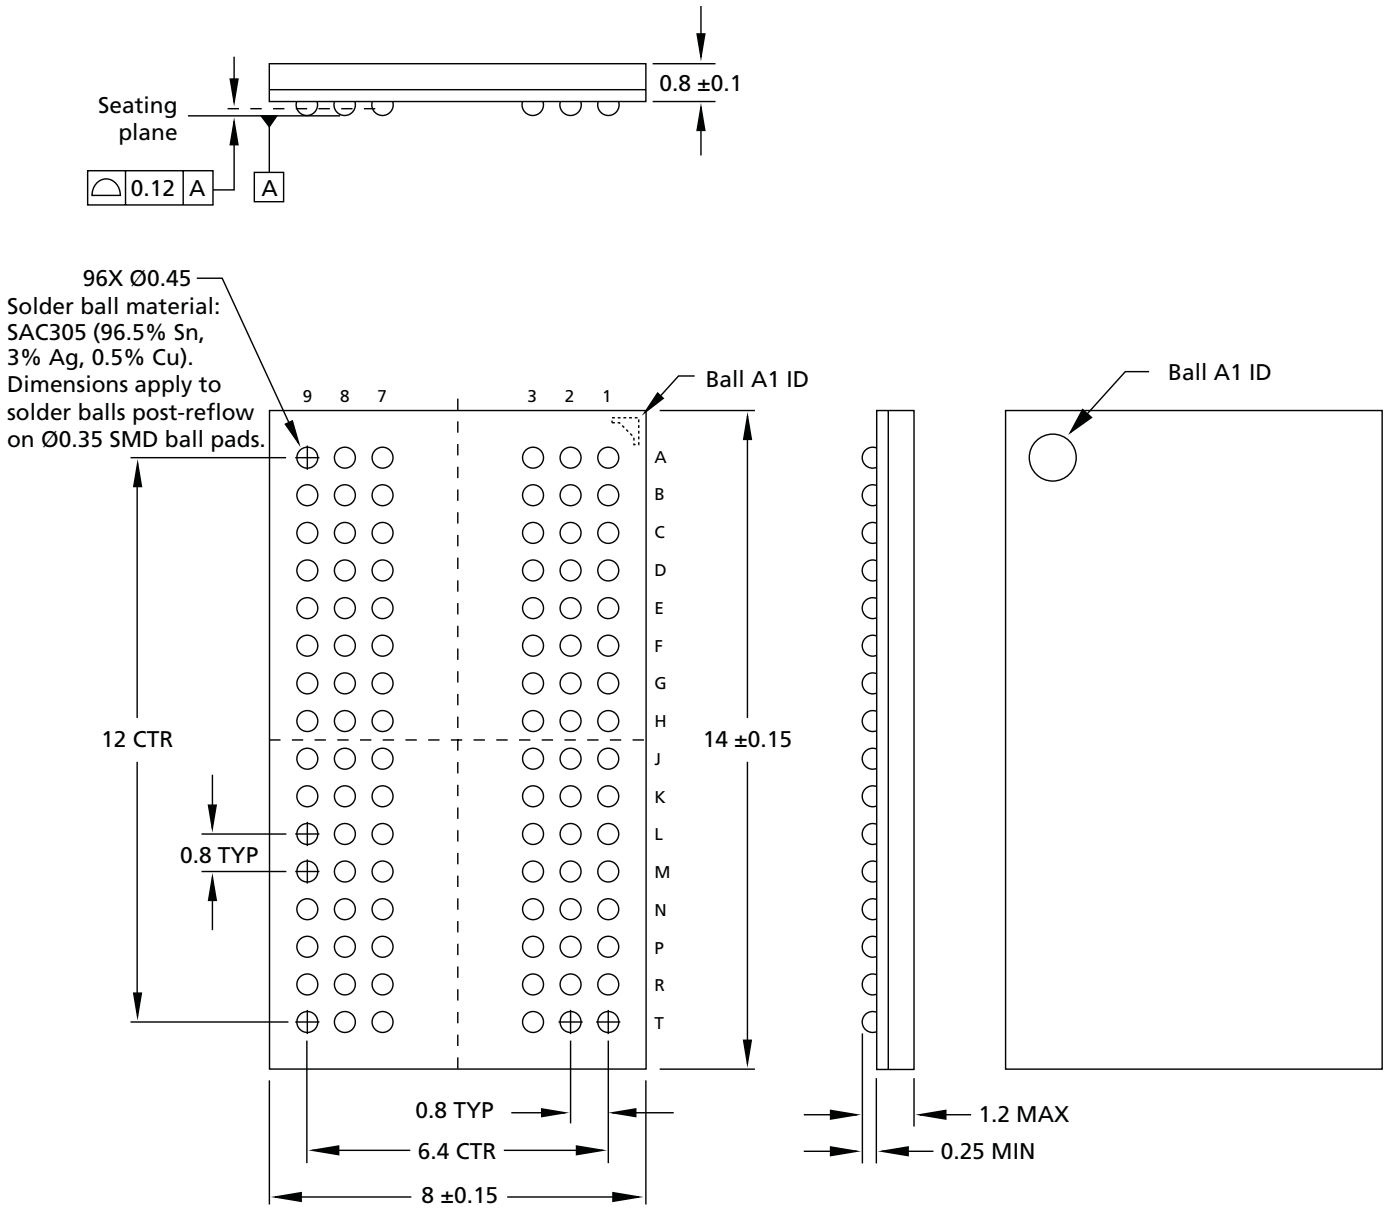 0.8 ±0.1
Seating
plane
0.12 A
A
96X Ø0.45
Solder ball material:
SAC305 (96.5% Sn,
3% Ag, 0.5% Cu).
Dimensions apply to
solder balls post-reflow
on Ø0.35 SMD ball pads.
Ball A1 ID
Ball A1 ID
9 8 7 3 2 1
A
B
C
D
E
F
G
H
12 CTR
14 ±0.15
J
K
L
0.8 TYP
M
N
P
R
T
0.8 TYP
1.2 MAX
6.4 CTR
0.25 MIN
8 ±0.15